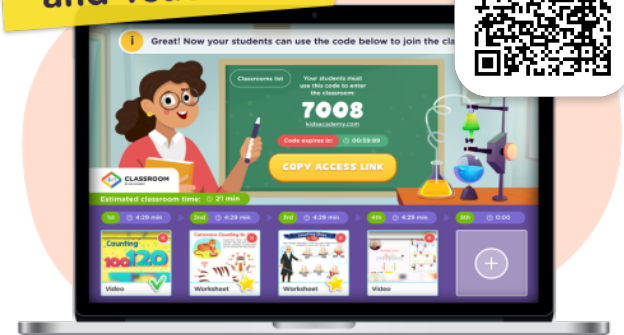 Great! Now your students can use the code below to join the cla
Classrooms list
Your students must
use this code to enter
the classroom:
7008
kidsacademy.com
Code expires in: 00:59:99
COPY ACCESS LINK
CLASSROOM
Estimated classroom time: 21 min
1st 4:29 min 2nd 4:29 min 3rd 4:29 min 4th 4:29 min 5th 0:00
Counting
100 120
Video
Worksheet
Worksheet
Video